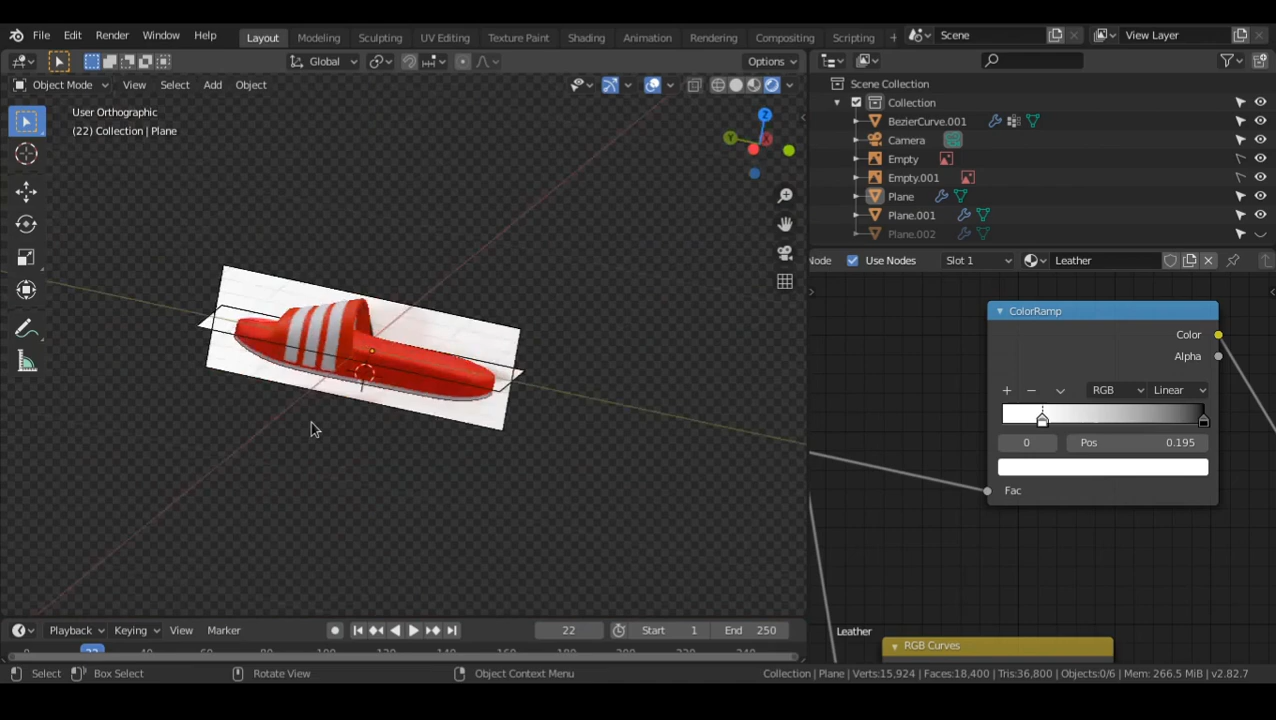 File Edit Render Window Help Layout Modeling Sculpting UV Editing Texture Paint Shading Animation Rendering Compositing Scripting + Scene View Layer
Global Options
Object Mode View Select Add Object
User Orthographic
(22) Collection | Plane
Z
Y
X
Scene Collection
Collection
BezierCurve.001
Camera
Empty
Empty.001
Plane
Plane.001
Plane.002
Node Use Nodes Slot 1 Leather
ColorRamp
Color
Alpha
+ − RGB Linear
0 Pos 0.195
Fac
Leather
RGB Curves
Playback Keying View Marker 22 Start 1 End 250
Select Box Select Rotate View Object Context Menu Collection | Plane | Verts:15,924 | Faces:18,400 | Tris:36,800 | Objects:0/6 | Mem: 266.5 MiB | v2.82.7